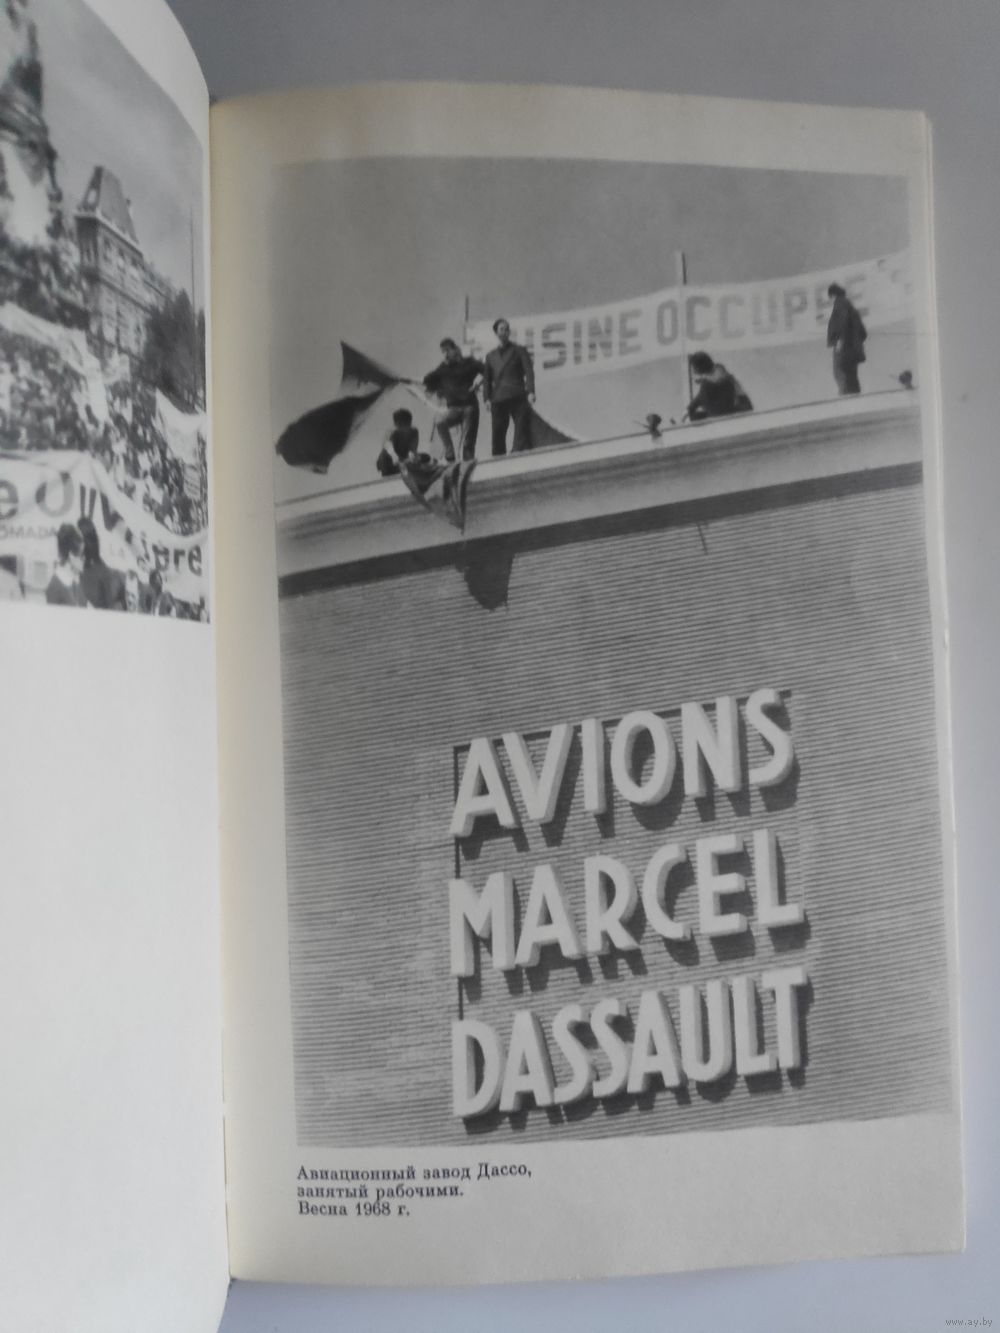 USINE OCCUPÉE
AVIONS
MARCEL
DASSAULT
Авиационный завод Дассо,
занятый рабочими.
Весна 1968 г.
www.ay.by